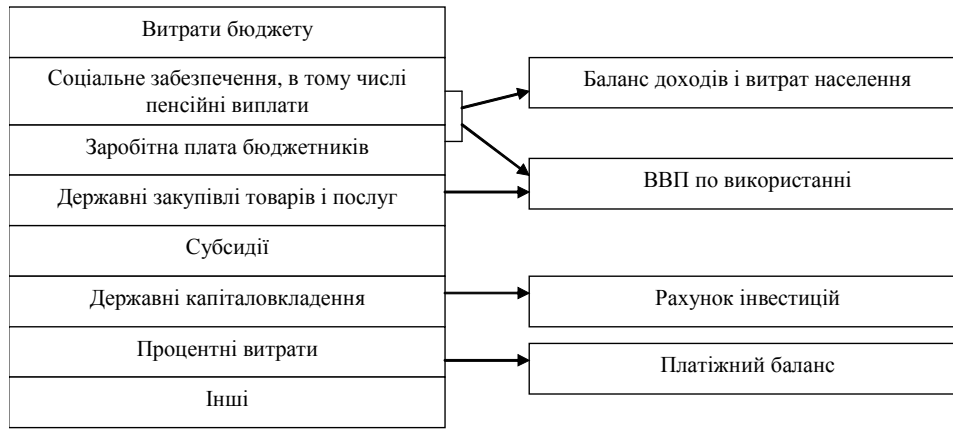 Витрати бюджету
Соціальне забезпечення, в тому числі
пенсійні виплати
Заробітна плата бюджетників
Державні закупівлі товарів і послуг
Субсидії
Державні капіталовкладення
Процентні витрати
Інші
Баланс доходів і витрат населення
ВВП по використанні
Рахунок інвестицій
Платіжний баланс